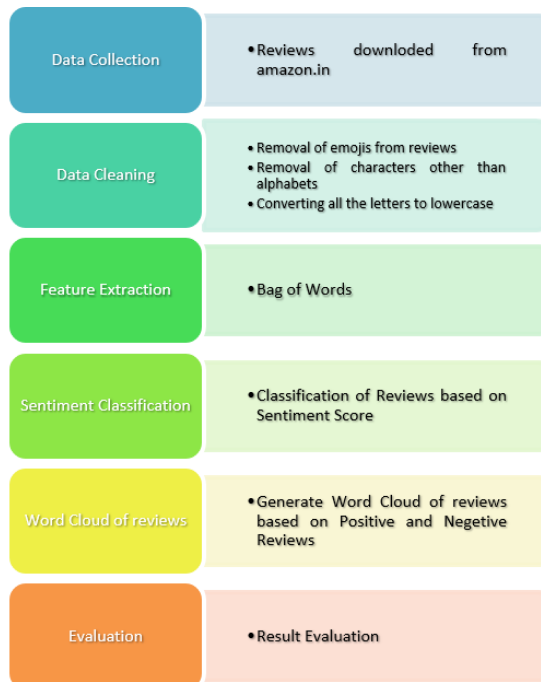 Data Collection
•Reviews downloded from
amazon.in
Data Cleaning
• Removal of emojis from reviews
• Removal of characters other than
alphabets
• Converting all the letters to lowercase
Feature Extraction
•Bag of Words
Sentiment Classification
•Classification of Reviews based on
Sentiment Score
Word Cloud of reviews
•Generate Word Cloud of reviews
based on Positive and Negetive
Reviews
Evaluation
•Result Evaluation